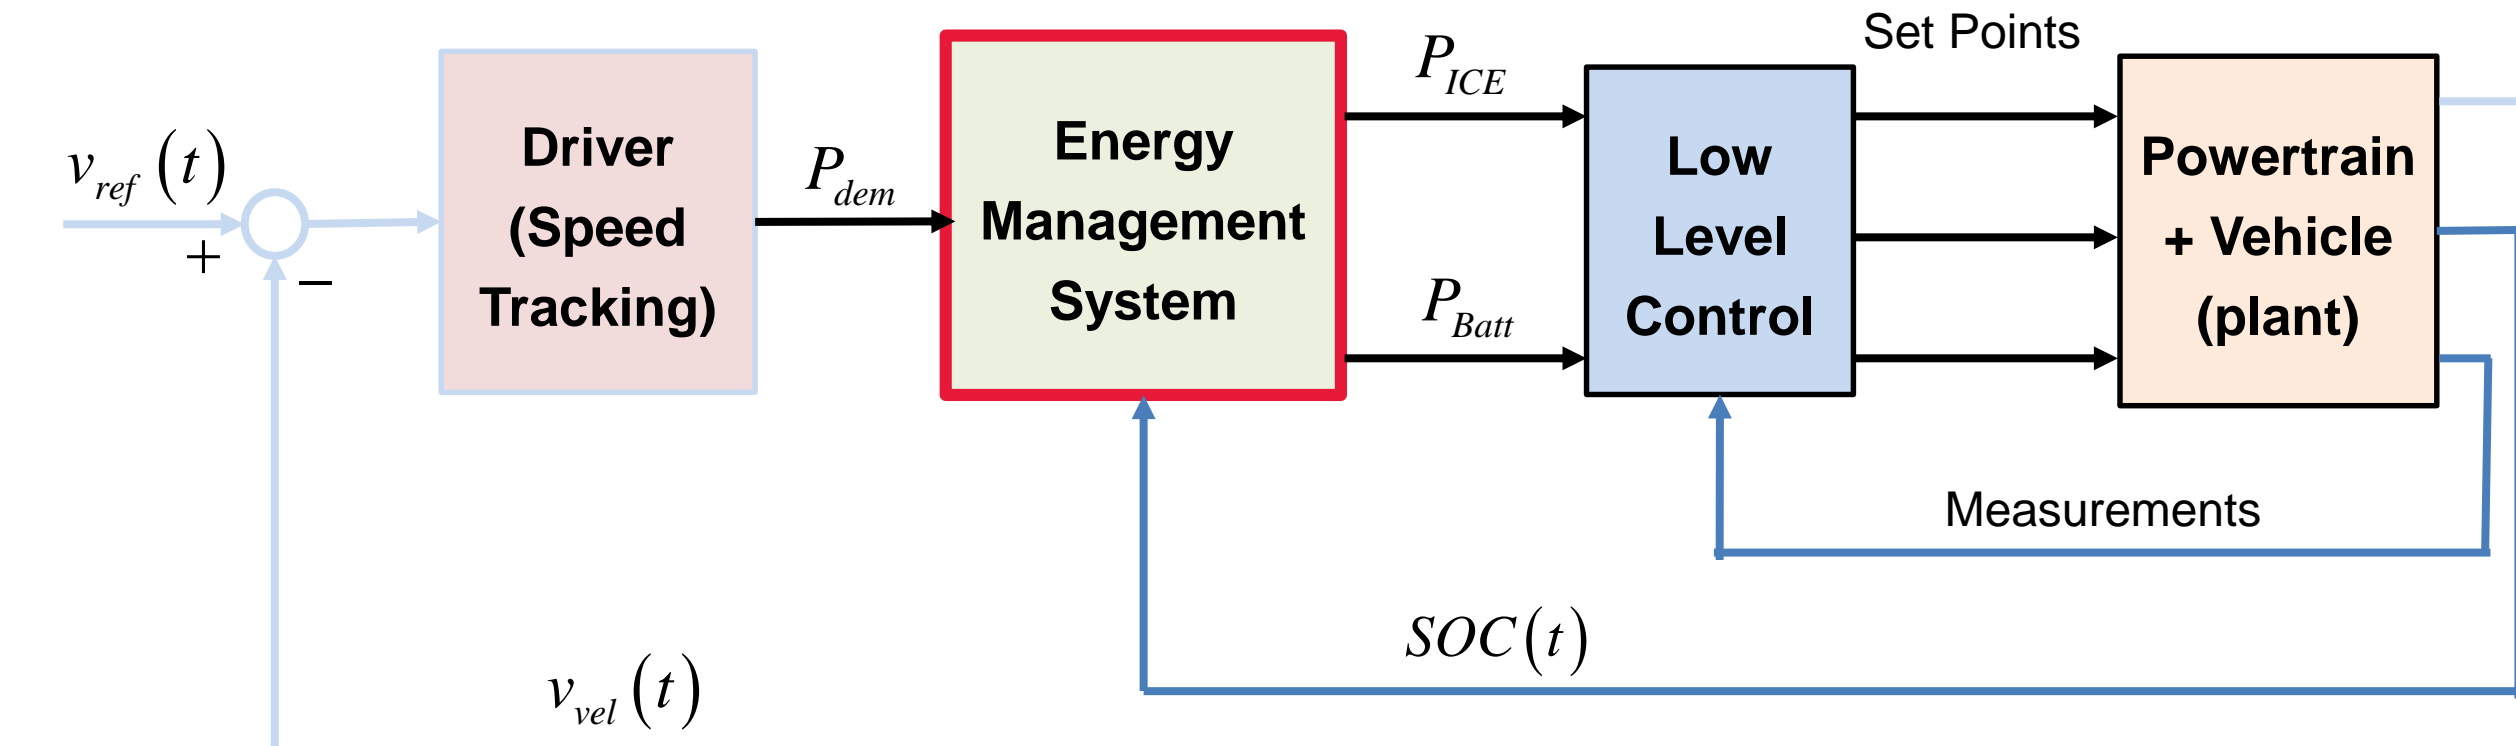 v_ref (t)
+
−
Driver
(Speed
Tracking)
P_dem
Energy
Management
System
P_ICE
P_Batt
Low
Level
Control
Set Points
Powertrain
+ Vehicle
(plant)
Measurements
SOC(t)
v_vel (t)